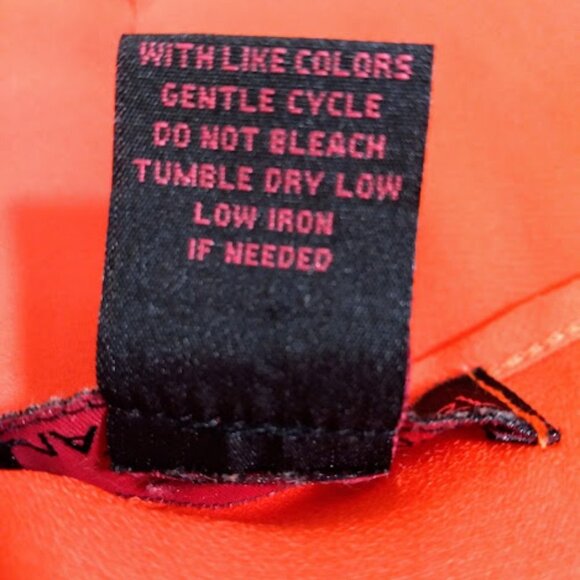 WITH LIKE COLORS
GENTLE CYCLE
DO NOT BLEACH
TUMBLE DRY LOW
LOW IRON
IF NEEDED